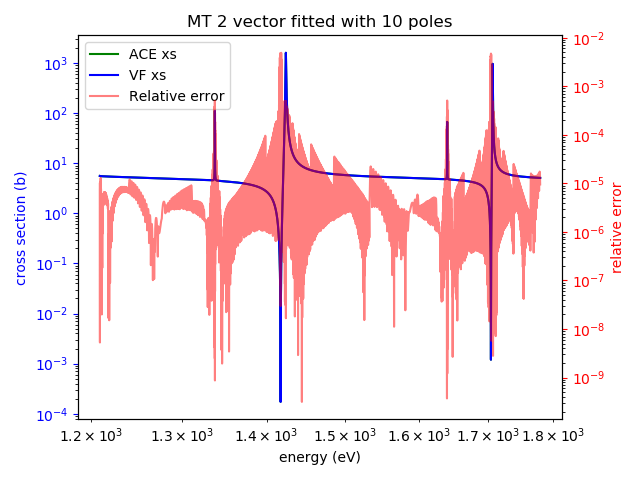 MT 2 vector fitted with 10 poles
ACE xs
VF xs
Relative error
cross section (b)
10³
10²
10¹
10⁰
10⁻¹
10⁻²
10⁻³
10⁻⁴
10⁻²
10⁻³
10⁻⁴
10⁻⁵
10⁻⁶
10⁻⁷
10⁻⁸
10⁻⁹
relative error
1.2 × 10³ 1.3 × 10³ 1.4 × 10³ 1.5 × 10³ 1.6 × 10³ 1.7 × 10³ 1.8 × 10³
energy (eV)